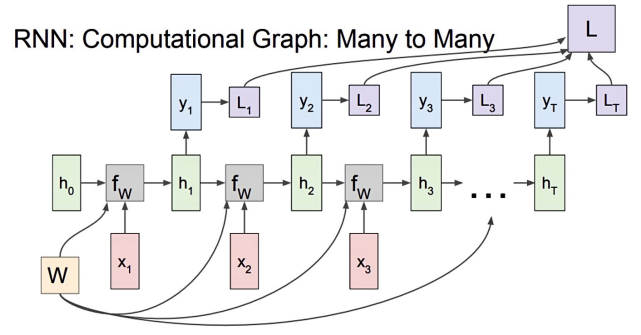 RNN: Computational Graph: Many to Many
L
y1 L1 y2 L2 y3 L3 yT LT
h0 fW h1 fW h2 fW h3 ... hT
x1 x2 x3
W